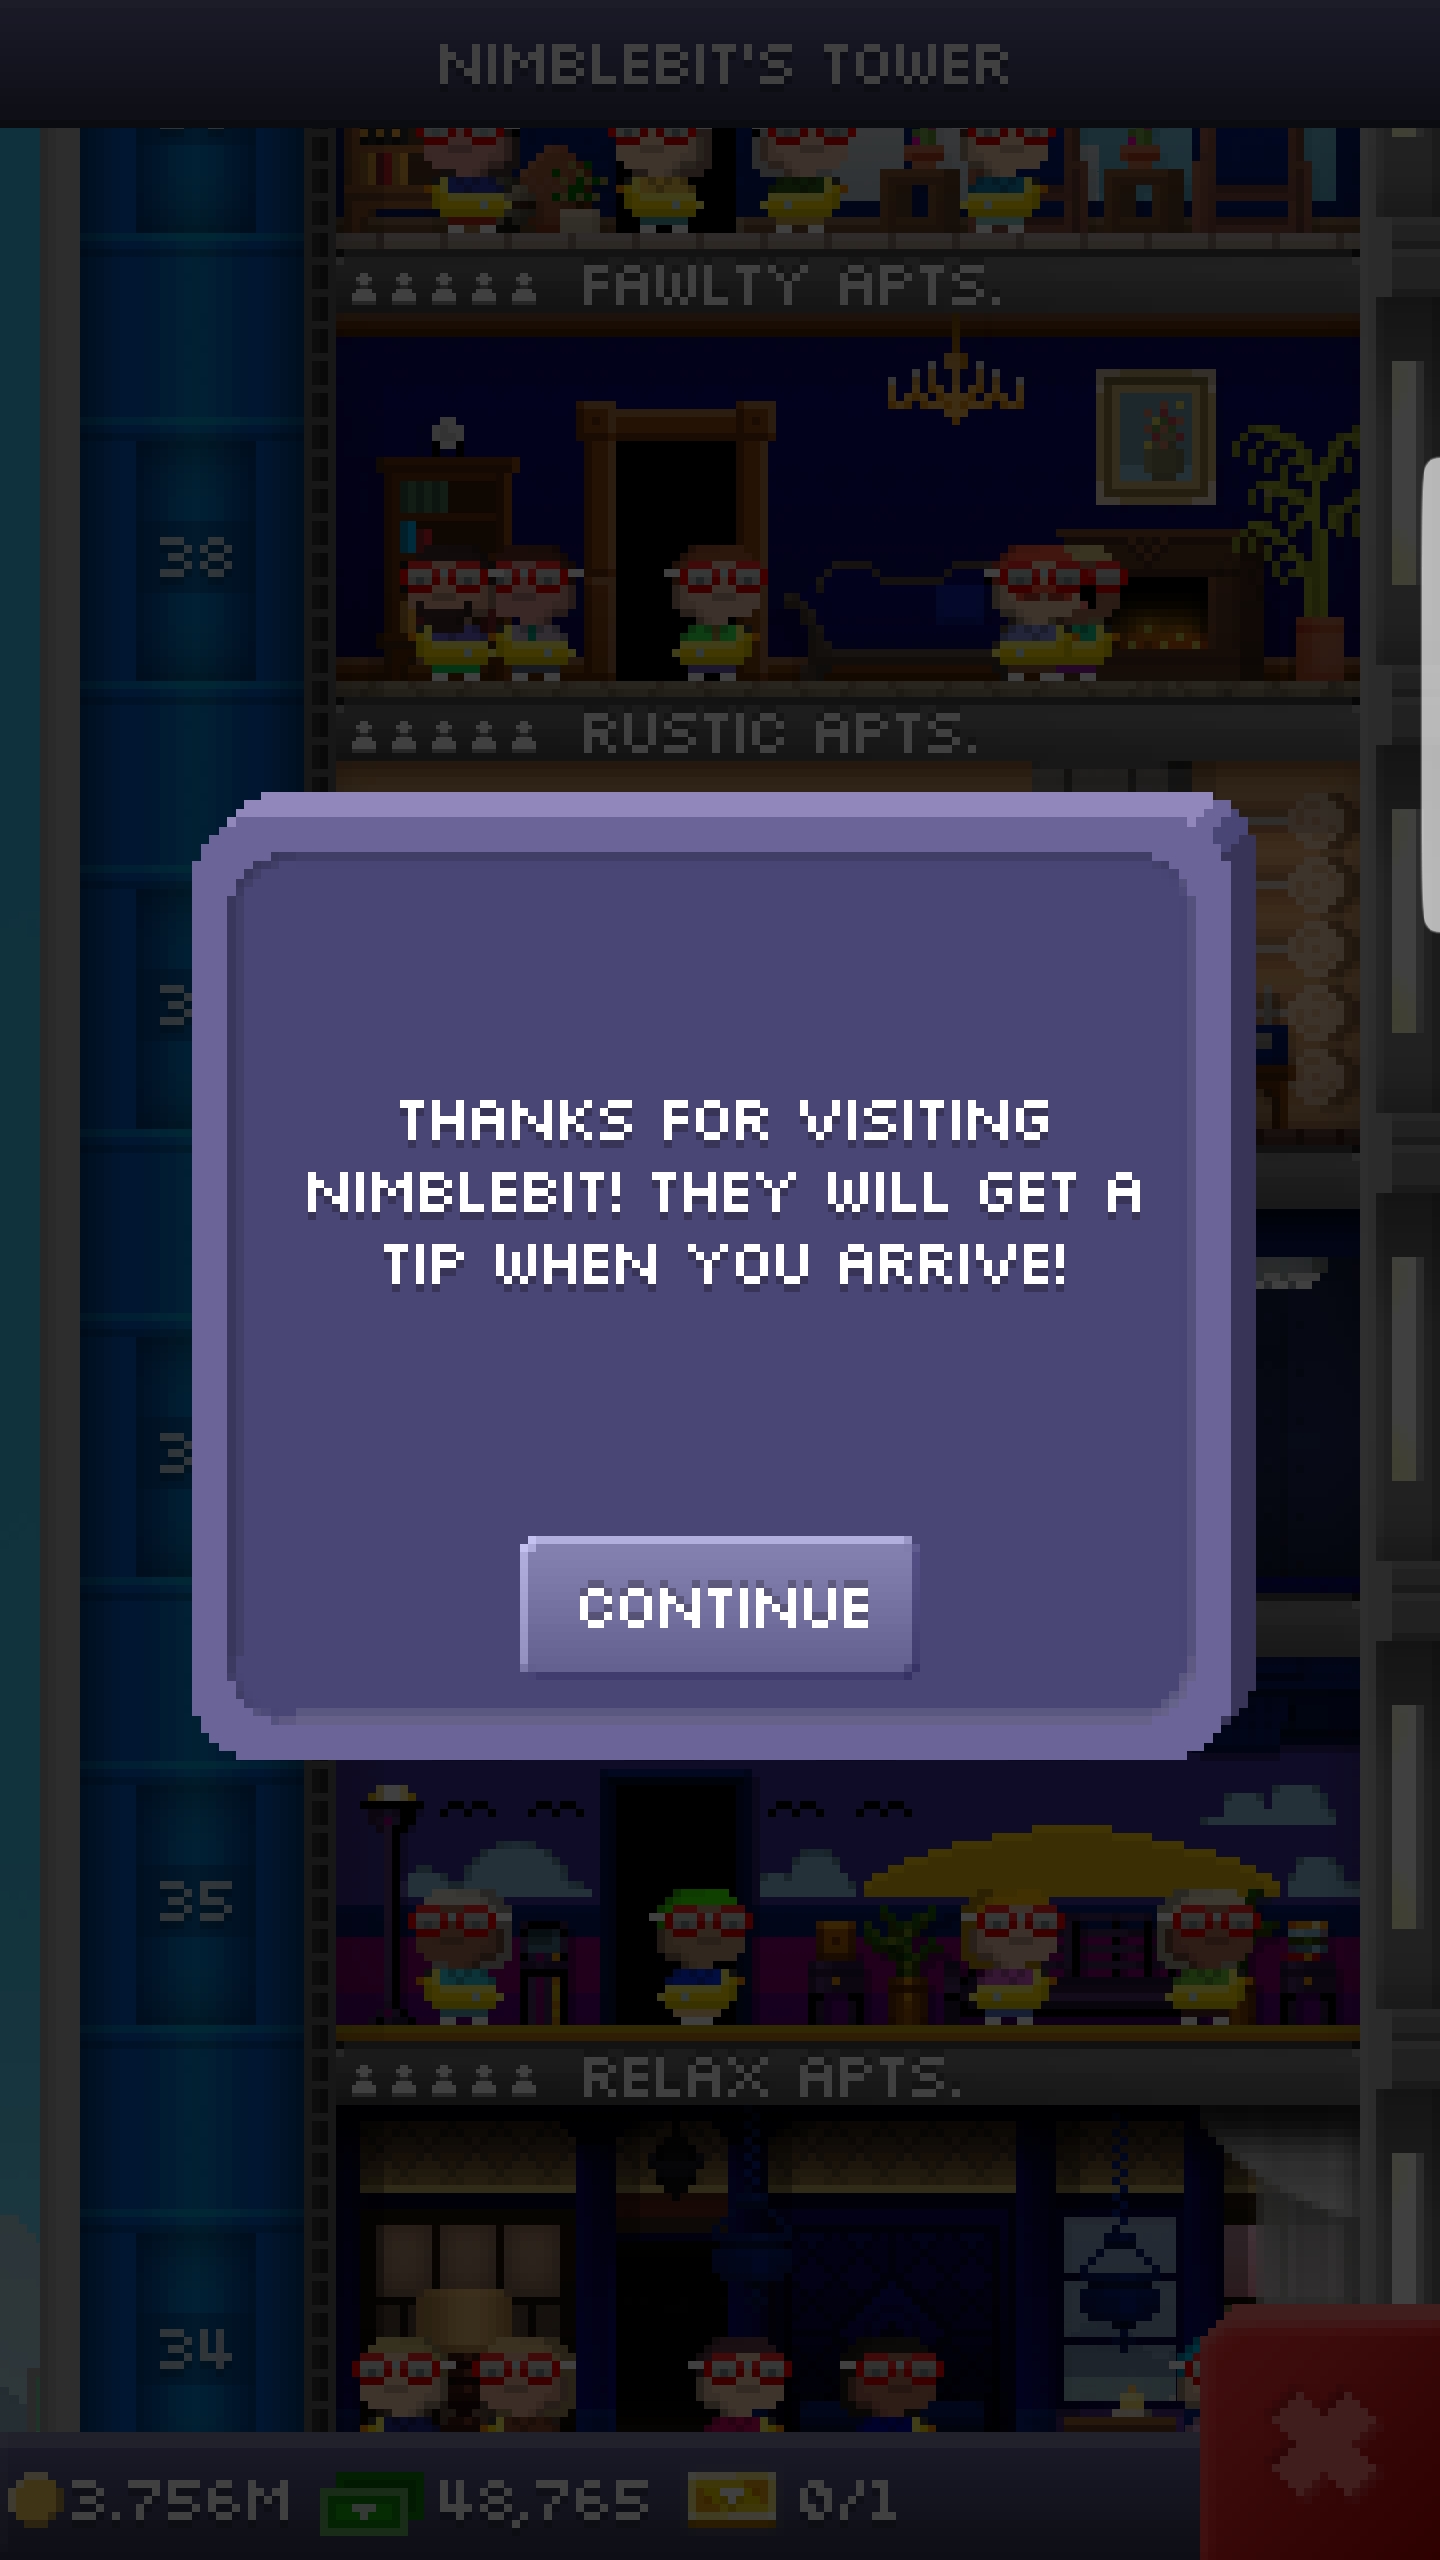 NIMBLEBIT'S TOWER
FAWLTY APTS.
38
RUSTIC APTS.
THANKS FOR VISITING
NIMBLEBIT! THEY WILL GET A
TIP WHEN YOU ARRIVE!
CONTINUE
35
RELAX APTS.
34
3.756M 48,765 0/1